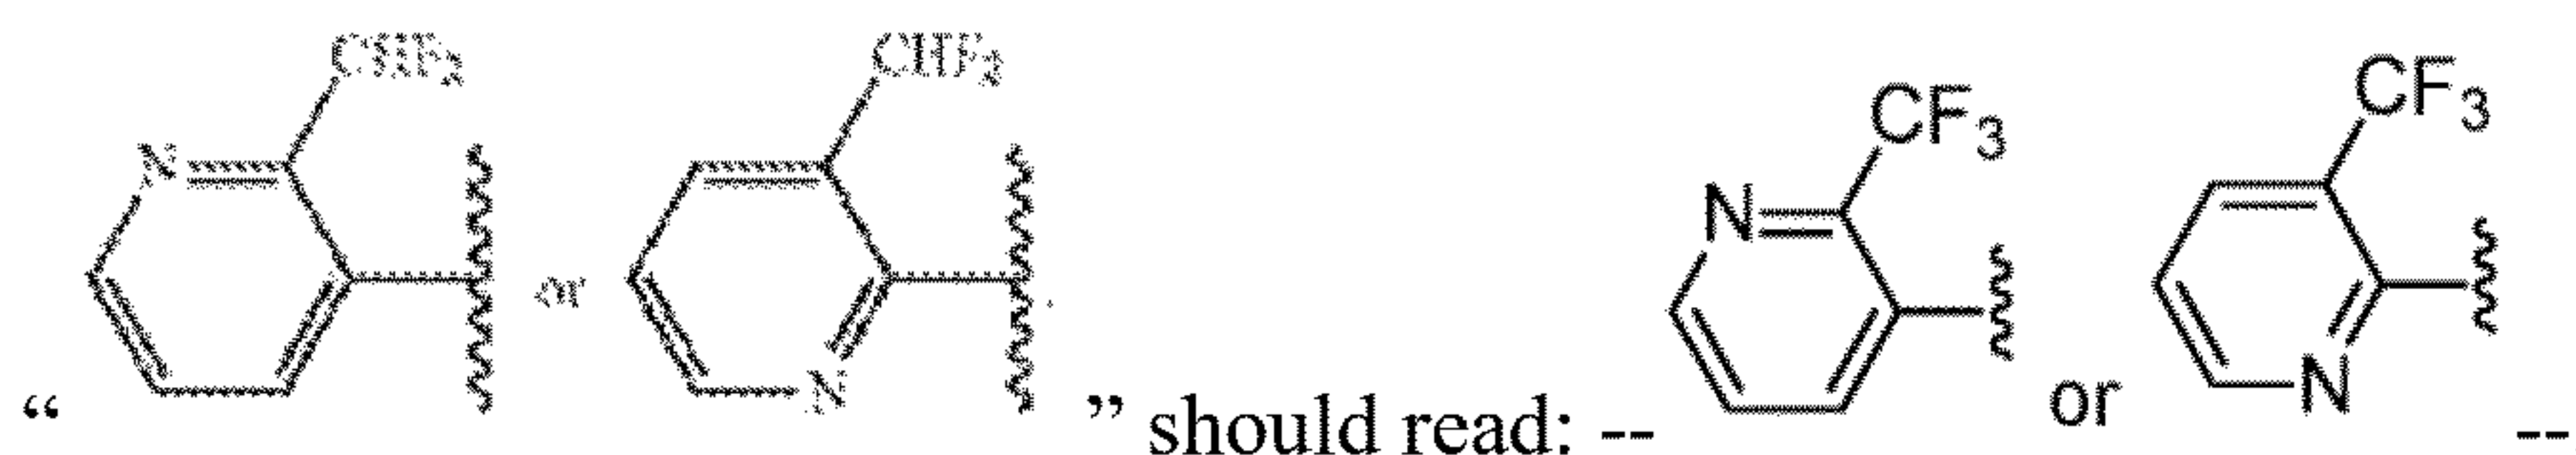 CHF₂ CHF₂ CF₃ CF₃
N N
“ or . ” should read: -- or --
N N